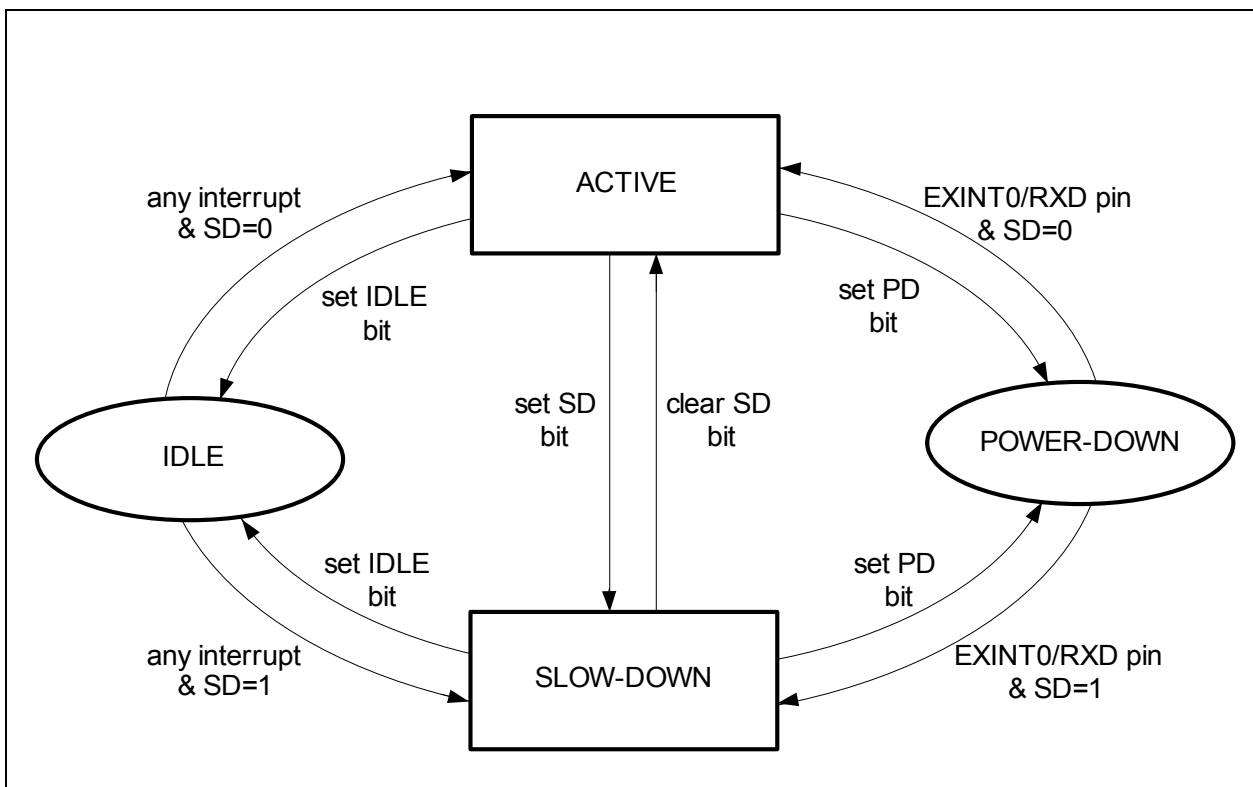 ACTIVE
any interrupt
& SD=0
EXINT0/RXD pin
& SD=0
set IDLE
bit
set PD
bit
set SD
bit
clear SD
bit
IDLE
POWER-DOWN
set IDLE
bit
set PD
bit
any interrupt
& SD=1
SLOW-DOWN
EXINT0/RXD pin
& SD=1